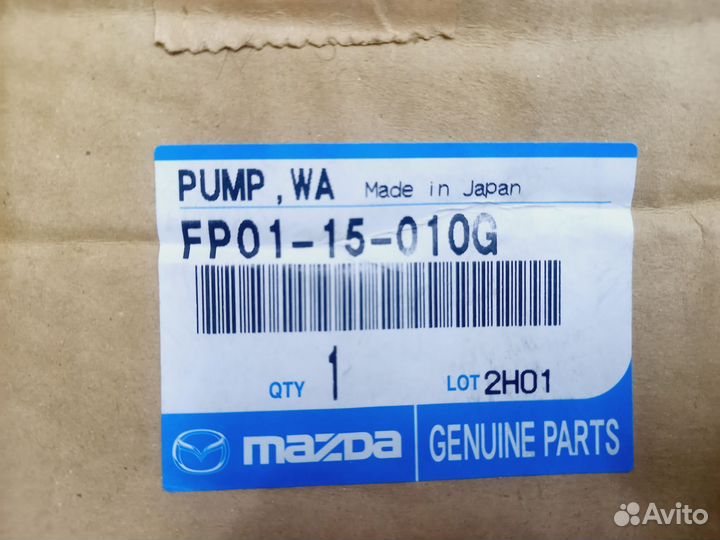 PUMP, WA Made in Japan
FP01-15-010G
QTY 1 LOT 2H01
mazda GENUINE PARTS
Avito